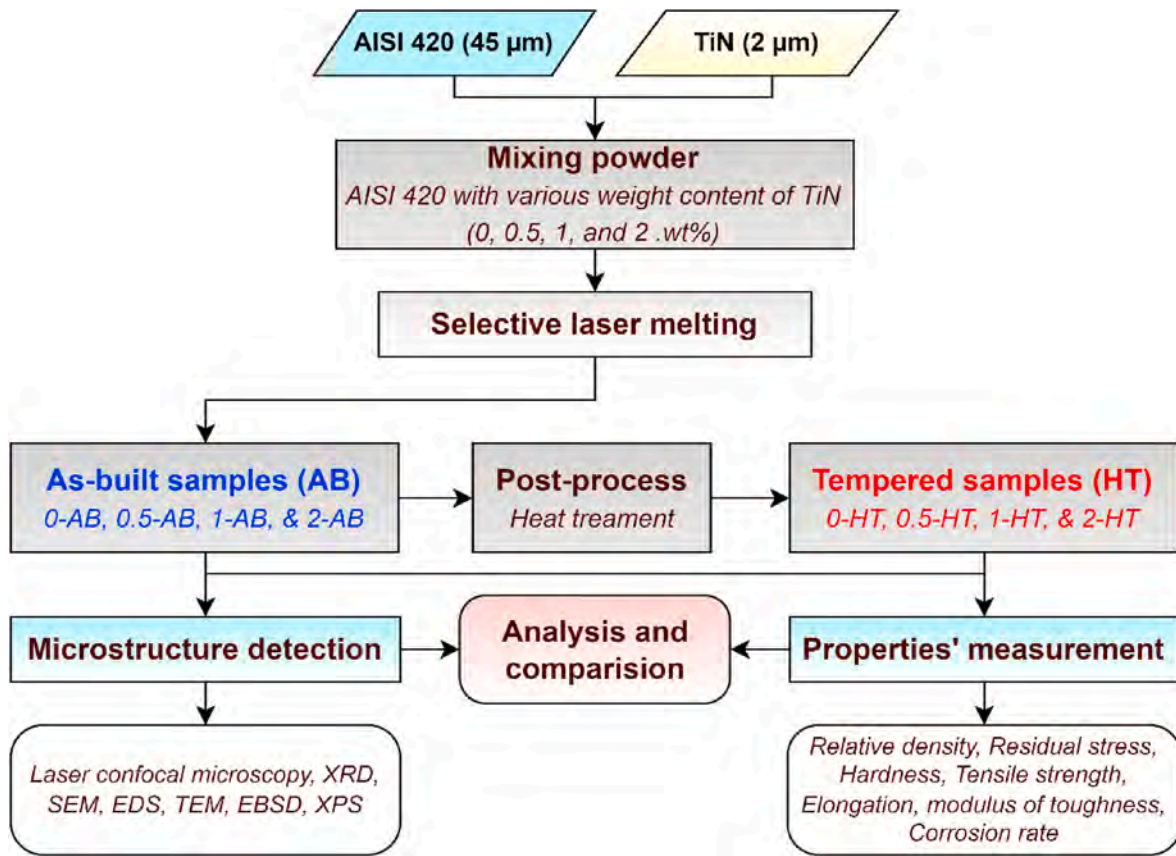 AISI 420 (45 µm)
TiN (2 µm)
Mixing powder
AISI 420 with various weight content of TiN
(0, 0.5, 1, and 2 .wt%)
Selective laser melting
As-built samples (AB)
0-AB, 0.5-AB, 1-AB, & 2-AB
Post-process
Heat treament
Tempered samples (HT)
0-HT, 0.5-HT, 1-HT, & 2-HT
Microstructure detection
Analysis and
comparision
Properties' measurement
Laser confocal microscopy, XRD,
SEM, EDS, TEM, EBSD, XPS
Relative density, Residual stress,
Hardness, Tensile strength,
Elongation, modulus of toughness,
Corrosion rate